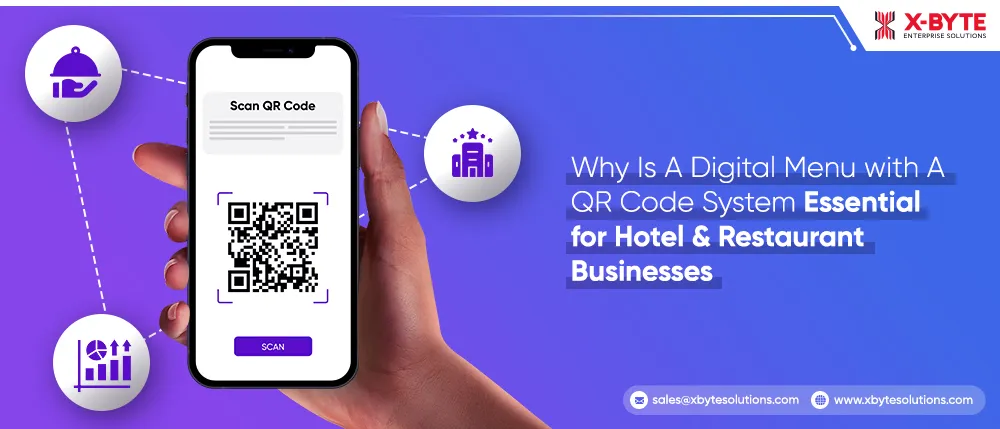 X-BYTE
ENTERPRISE SOLUTIONS
Scan QR Code
SCAN
Why Is A Digital Menu with A
QR Code System Essential
for Hotel & Restaurant
Businesses
sales@xbytesolutions.com
www.xbytesolutions.com